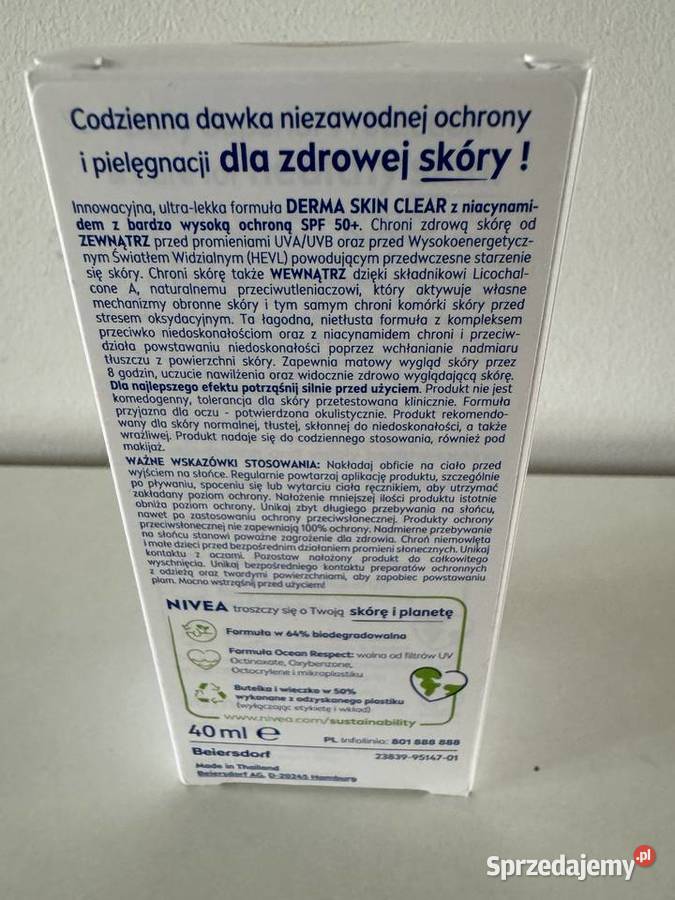 Codzienna dawka niezawodnej ochrony
i pielęgnacji dla zdrowej skóry !
Innowacyjna, ultra-lekka formuła DERMA SKIN CLEAR z niacynami-
dem z bardzo wysoką ochroną SPF 50+. Chroni zdrową skórę od
ZEWNĄTRZ przed promieniami UVA/UVB oraz przed Wysokoenergetycz-
nym Światłem Widzialnym (HEVL) powodującym przedwczesne starzenie
się skóry. Chroni skórę także WEWNĄTRZ dzięki składnikowi Licochal-
cone A, naturalnemu przeciwutleniaczowi, który aktywuje własne
mechanizmy obronne skóry i tym samym chroni komórki skóry przed
stresem oksydacyjnym. Ta łagodna, nietłusta formuła z kompleksem
przeciwko niedoskonałościom oraz z niacynamidem chroni i przeciw-
działa powstawaniu niedoskonałości poprzez wchłanianie nadmiaru
tłuszczu z powierzchni skóry. Zapewnia matowy wygląd skóry przez
8 godzin, uczucie nawilżenia oraz widocznie zdrowo wyglądającą skórę.
Dla najlepszego efektu potrząśnij silnie przed użyciem. Produkt nie jest
komedogenny, tolerancja dla skóry przetestowana klinicznie. Formuła
przyjazna dla oczu - potwierdzona okulistycznie. Produkt rekomendo-
wany dla skóry normalnej, tłustej, skłonnej do niedoskonałości, a także
wrażliwej. Produkt nadaje się do codziennego stosowania, również pod
makijaż.
WAŻNE WSKAZÓWKI STOSOWANIA: Nakładaj obficie na ciało przed
wyjściem na słońce. Regularnie powtarzaj aplikację produktu, szczególnie
po pływaniu, spoceniu się lub wytarciu ciała ręcznikiem, aby utrzymać
zakładany poziom ochrony. Nałożenie mniejszej ilości produktu istotnie
obniża poziom ochrony. Unikaj zbyt długiego przebywania na słońcu,
nawet po zastosowaniu ochrony przeciwsłonecznej. Produkty ochrony
przeciwsłonecznej nie zapewniają 100% ochrony. Nadmierne przebywanie
na słońcu stanowi poważne zagrożenie dla zdrowia. Chroń niemowlęta
i małe dzieci przed bezpośrednim działaniem promieni słonecznych. Unikaj
kontaktu z oczami. Pozostaw nałożony produkt do całkowitego
wyschnięcia. Unikaj bezpośredniego kontaktu preparatów ochronnych
z odzieżą oraz twardymi powierzchniami, aby zapobiec powstawaniu
plam. Mocno wstrząśnij przed użyciem!
NIVEA troszczy się o Twoją skórę i planetę
Formuła w 64% biodegradowalna
Formuła Ocean Respect: wolna od filtrów UV
Octinoxate, Oxybenzone,
Octocrylene i mikroplastiku
Butelka i wieczko w 50%
wykonane z odzyskanego plastiku
(wyłączając etykietę i wkład)
www.nivea.com/sustainability
40 ml ℮
PL Infolinia: 801 888 888
Beiersdorf
23839-95147-01
Made in Thailand
Beiersdorf AG, D-20245 Hamburg
Sprzedajemy.pl